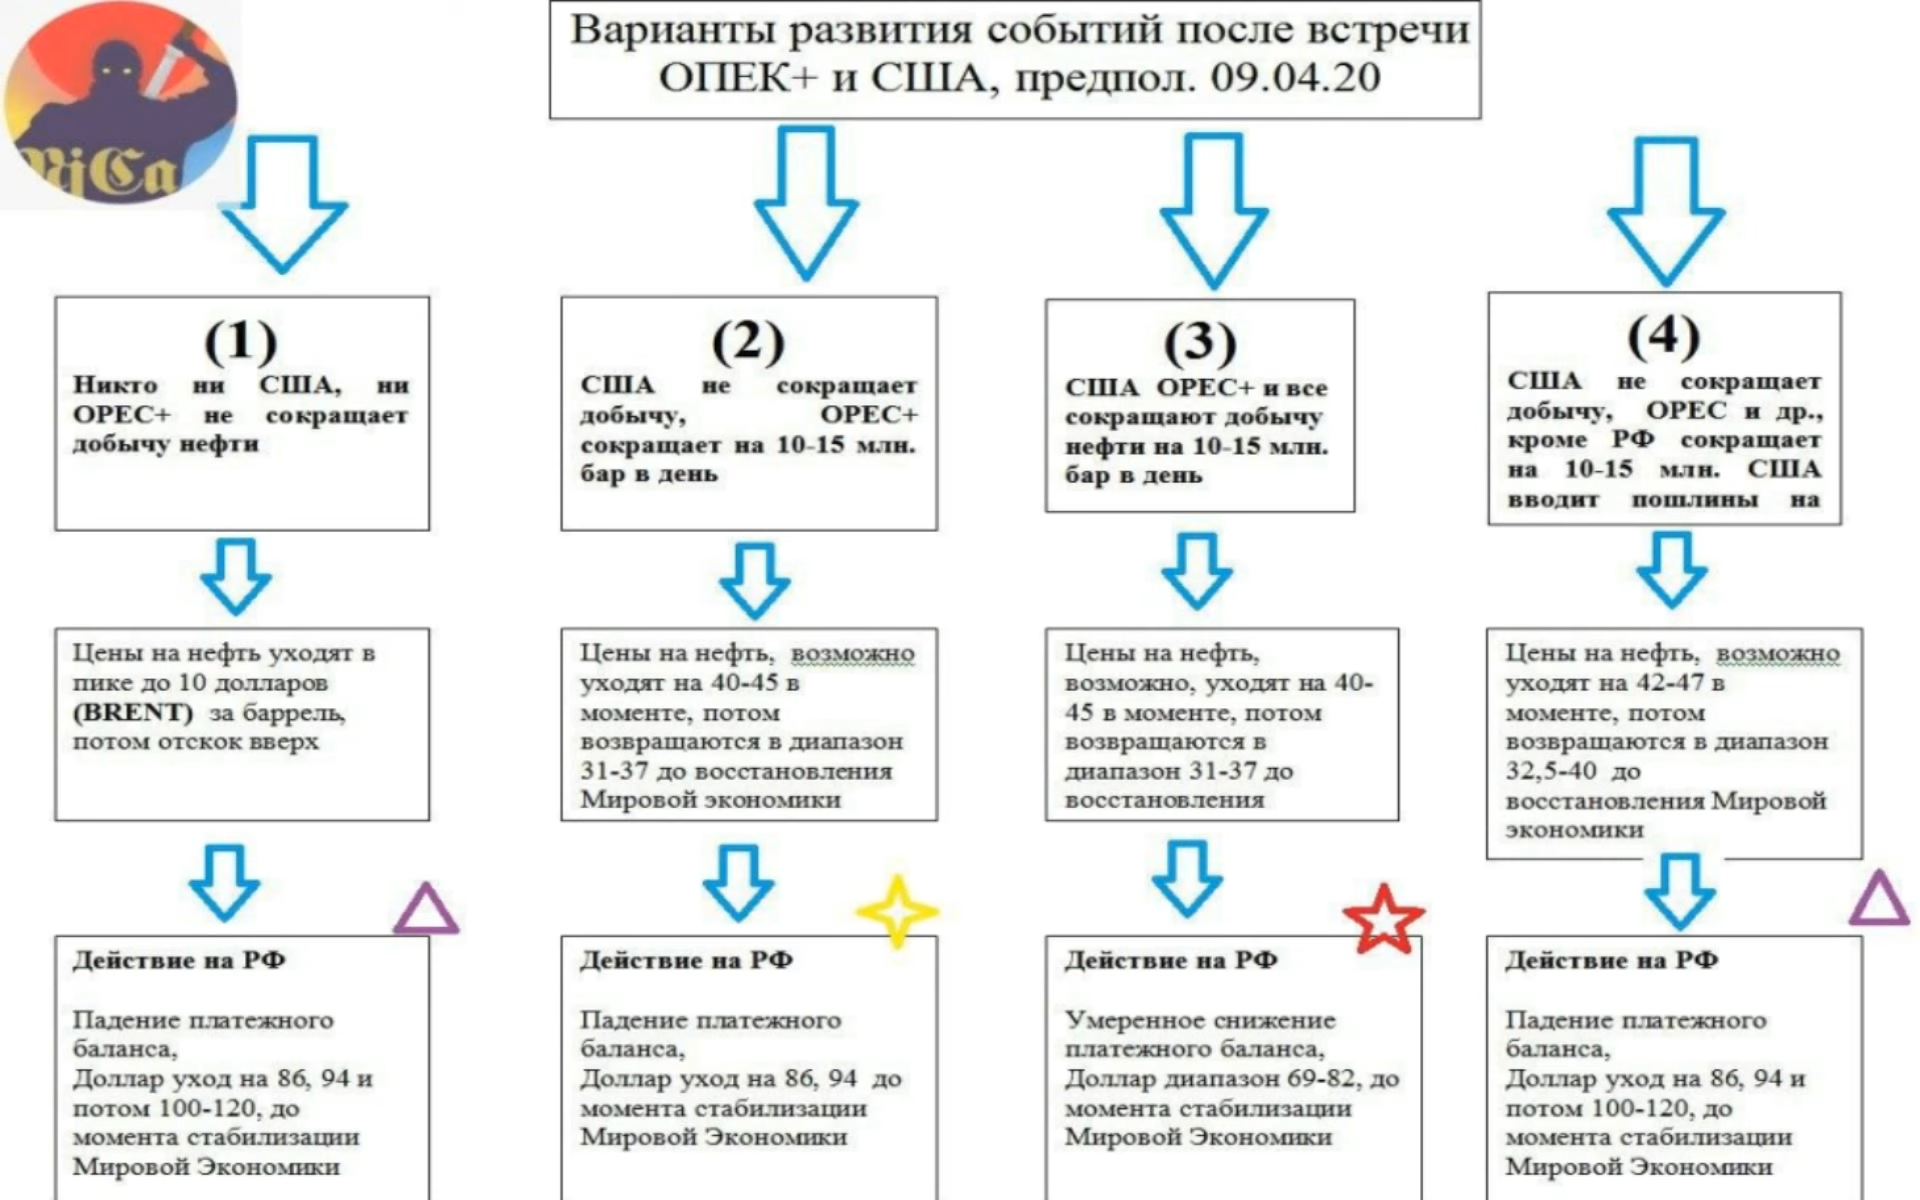 Варианты развития событий после встречи
ОПЕК+ и США, предпол. 09.04.20
(1)
Никто ни США, ни
OPEC+ не сокращает
добычу нефти
(2)
США не сокращает
добычу, OPEC+
сокращает на 10-15 млн.
бар в день
(3)
США OPEC+ и все
сокращают добычу
нефти на 10-15 млн.
бар в день
(4)
США не сокращает
добычу, OPEC и др.,
кроме РФ сокращает
на 10-15 млн. США
вводит пошлины на
Цены на нефть уходят в
пике до 10 долларов
(BRENT) за баррель,
потом отскок вверх
Цены на нефть, возможно
уходят на 40-45 в
моменте, потом
возвращаются в диапазон
31-37 до восстановления
Мировой экономики
Цены на нефть,
возможно, уходят на 40-
45 в моменте, потом
возвращаются в
диапазон 31-37 до
восстановления
Цены на нефть, возможно
уходят на 42-47 в
моменте, потом
возвращаются в диапазон
32,5-40 до
восстановления Мировой
экономики
Действие на РФ
Падение платежного
баланса,
Доллар уход на 86, 94 и
потом 100-120, до
момента стабилизации
Мировой Экономики
Действие на РФ
Падение платежного
баланса,
Доллар уход на 86, 94 до
момента стабилизации
Мировой Экономики
Действие на РФ
Умеренное снижение
платежного баланса,
Доллар диапазон 69-82, до
момента стабилизации
Мировой Экономики
Действие на РФ
Падение платежного
баланса,
Доллар уход на 86, 94 и
потом 100-120, до
момента стабилизации
Мировой Экономики